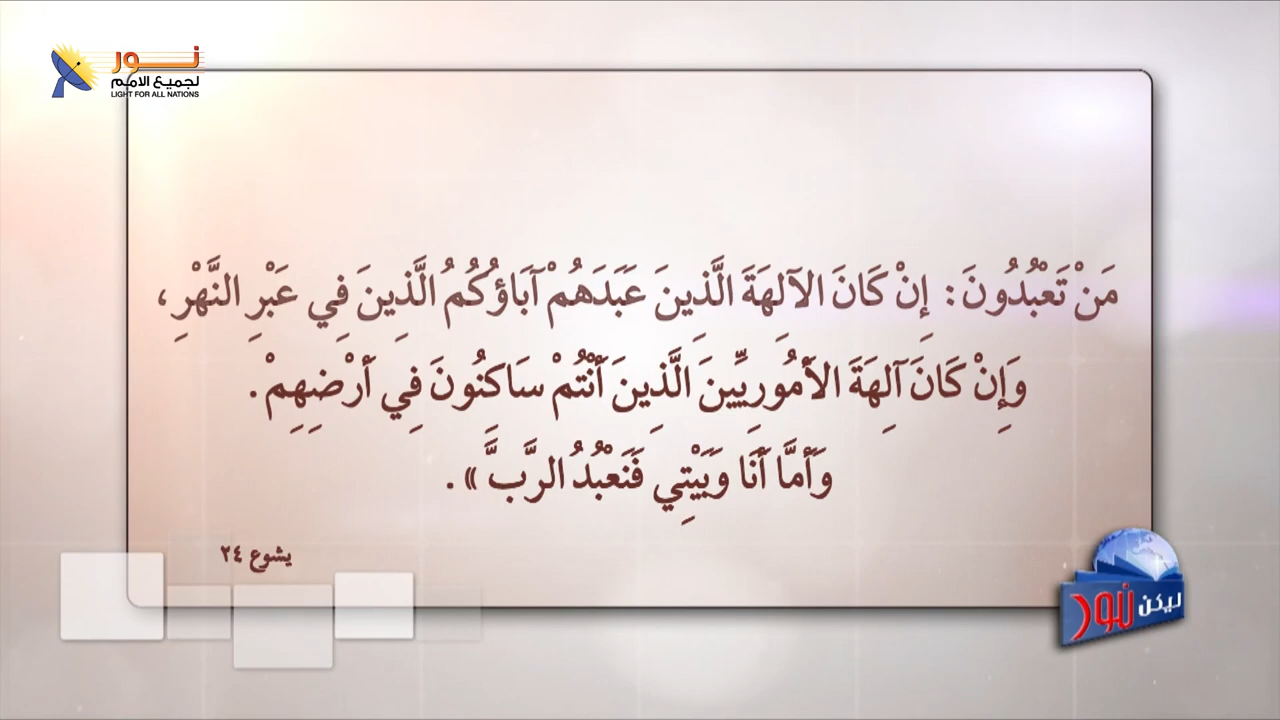 نور
لجميع الامم
LIGHT FOR ALL NATIONS
مَنْ تَعْبُدُونَ: إِنْ كَانَ الآلِهَةَ الَّذِينَ عَبَدَهُمْ آبَاؤُكُمُ الَّذِينَ فِي عَبْرِ النَّهْرِ،
وَإِنْ كَانَ آلِهَةَ الأَمُورِيِّينَ الَّذِينَ أَنْتُمْ سَاكِنُونَ فِي أَرْضِهِمْ.
وَأَمَّا أَنَا وَبَيْتِي فَنَعْبُدُ الرَّبَّ».
يشوع ٢٤
ليكن نور